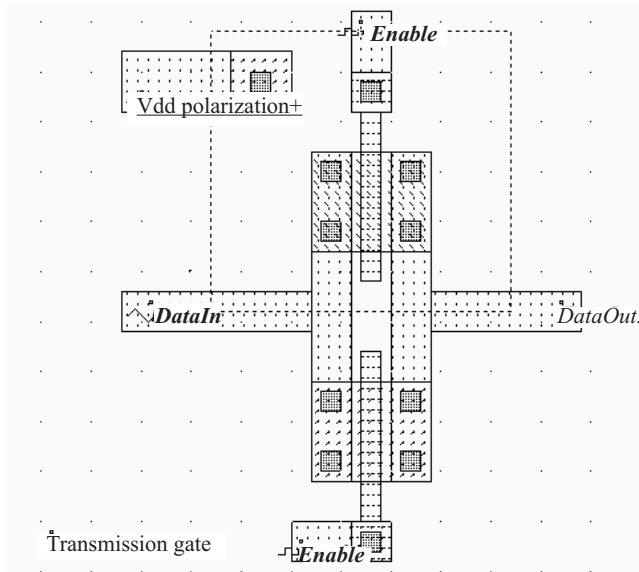 Enable
Vdd polarization+
DataIn
DataOut
Transmission gate
Enable